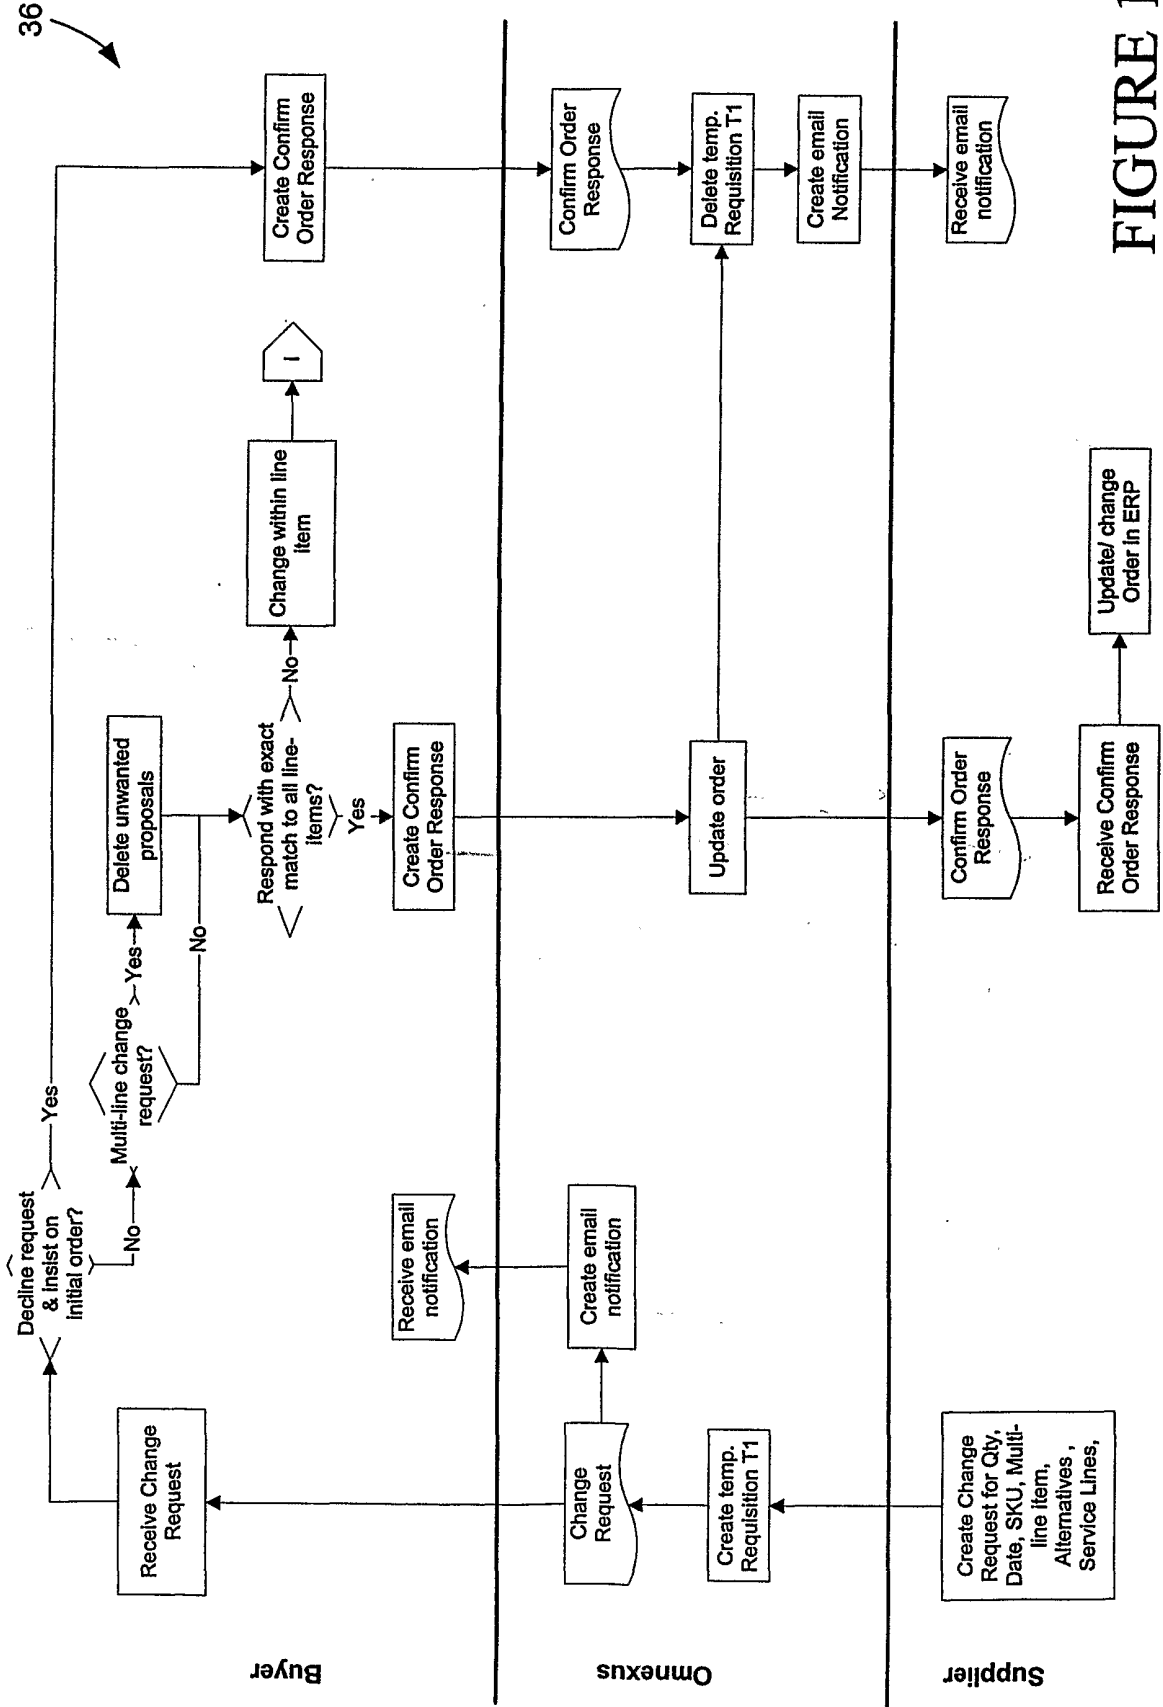 36
Buyer
Receive Change
Request
Decline request
& insist on
initial order?
Yes
No
Multi-line change
request?
Yes
No
Delete unwanted
proposals
Respond with exact
match to all line-
items?
No
Yes
Change within line
item
I
Create Confirm
Order Response
Create Confirm
Order Response
Receive email
notification
Omnexus
Create temp.
Requisition T1
Change
Request
Create email
notification
Update order
Confirm Order
Response
Delete temp.
Requisition T1
Create email
Notification
Supplier
Create Change
Request for Qty,
Date, SKU, Multi-
line item,
Alternatives ,
Service Lines,
Confirm Order
Response
Receive Confirm
Order Response
Update/ change
Order in ERP
Receive email
notification
FIGURE